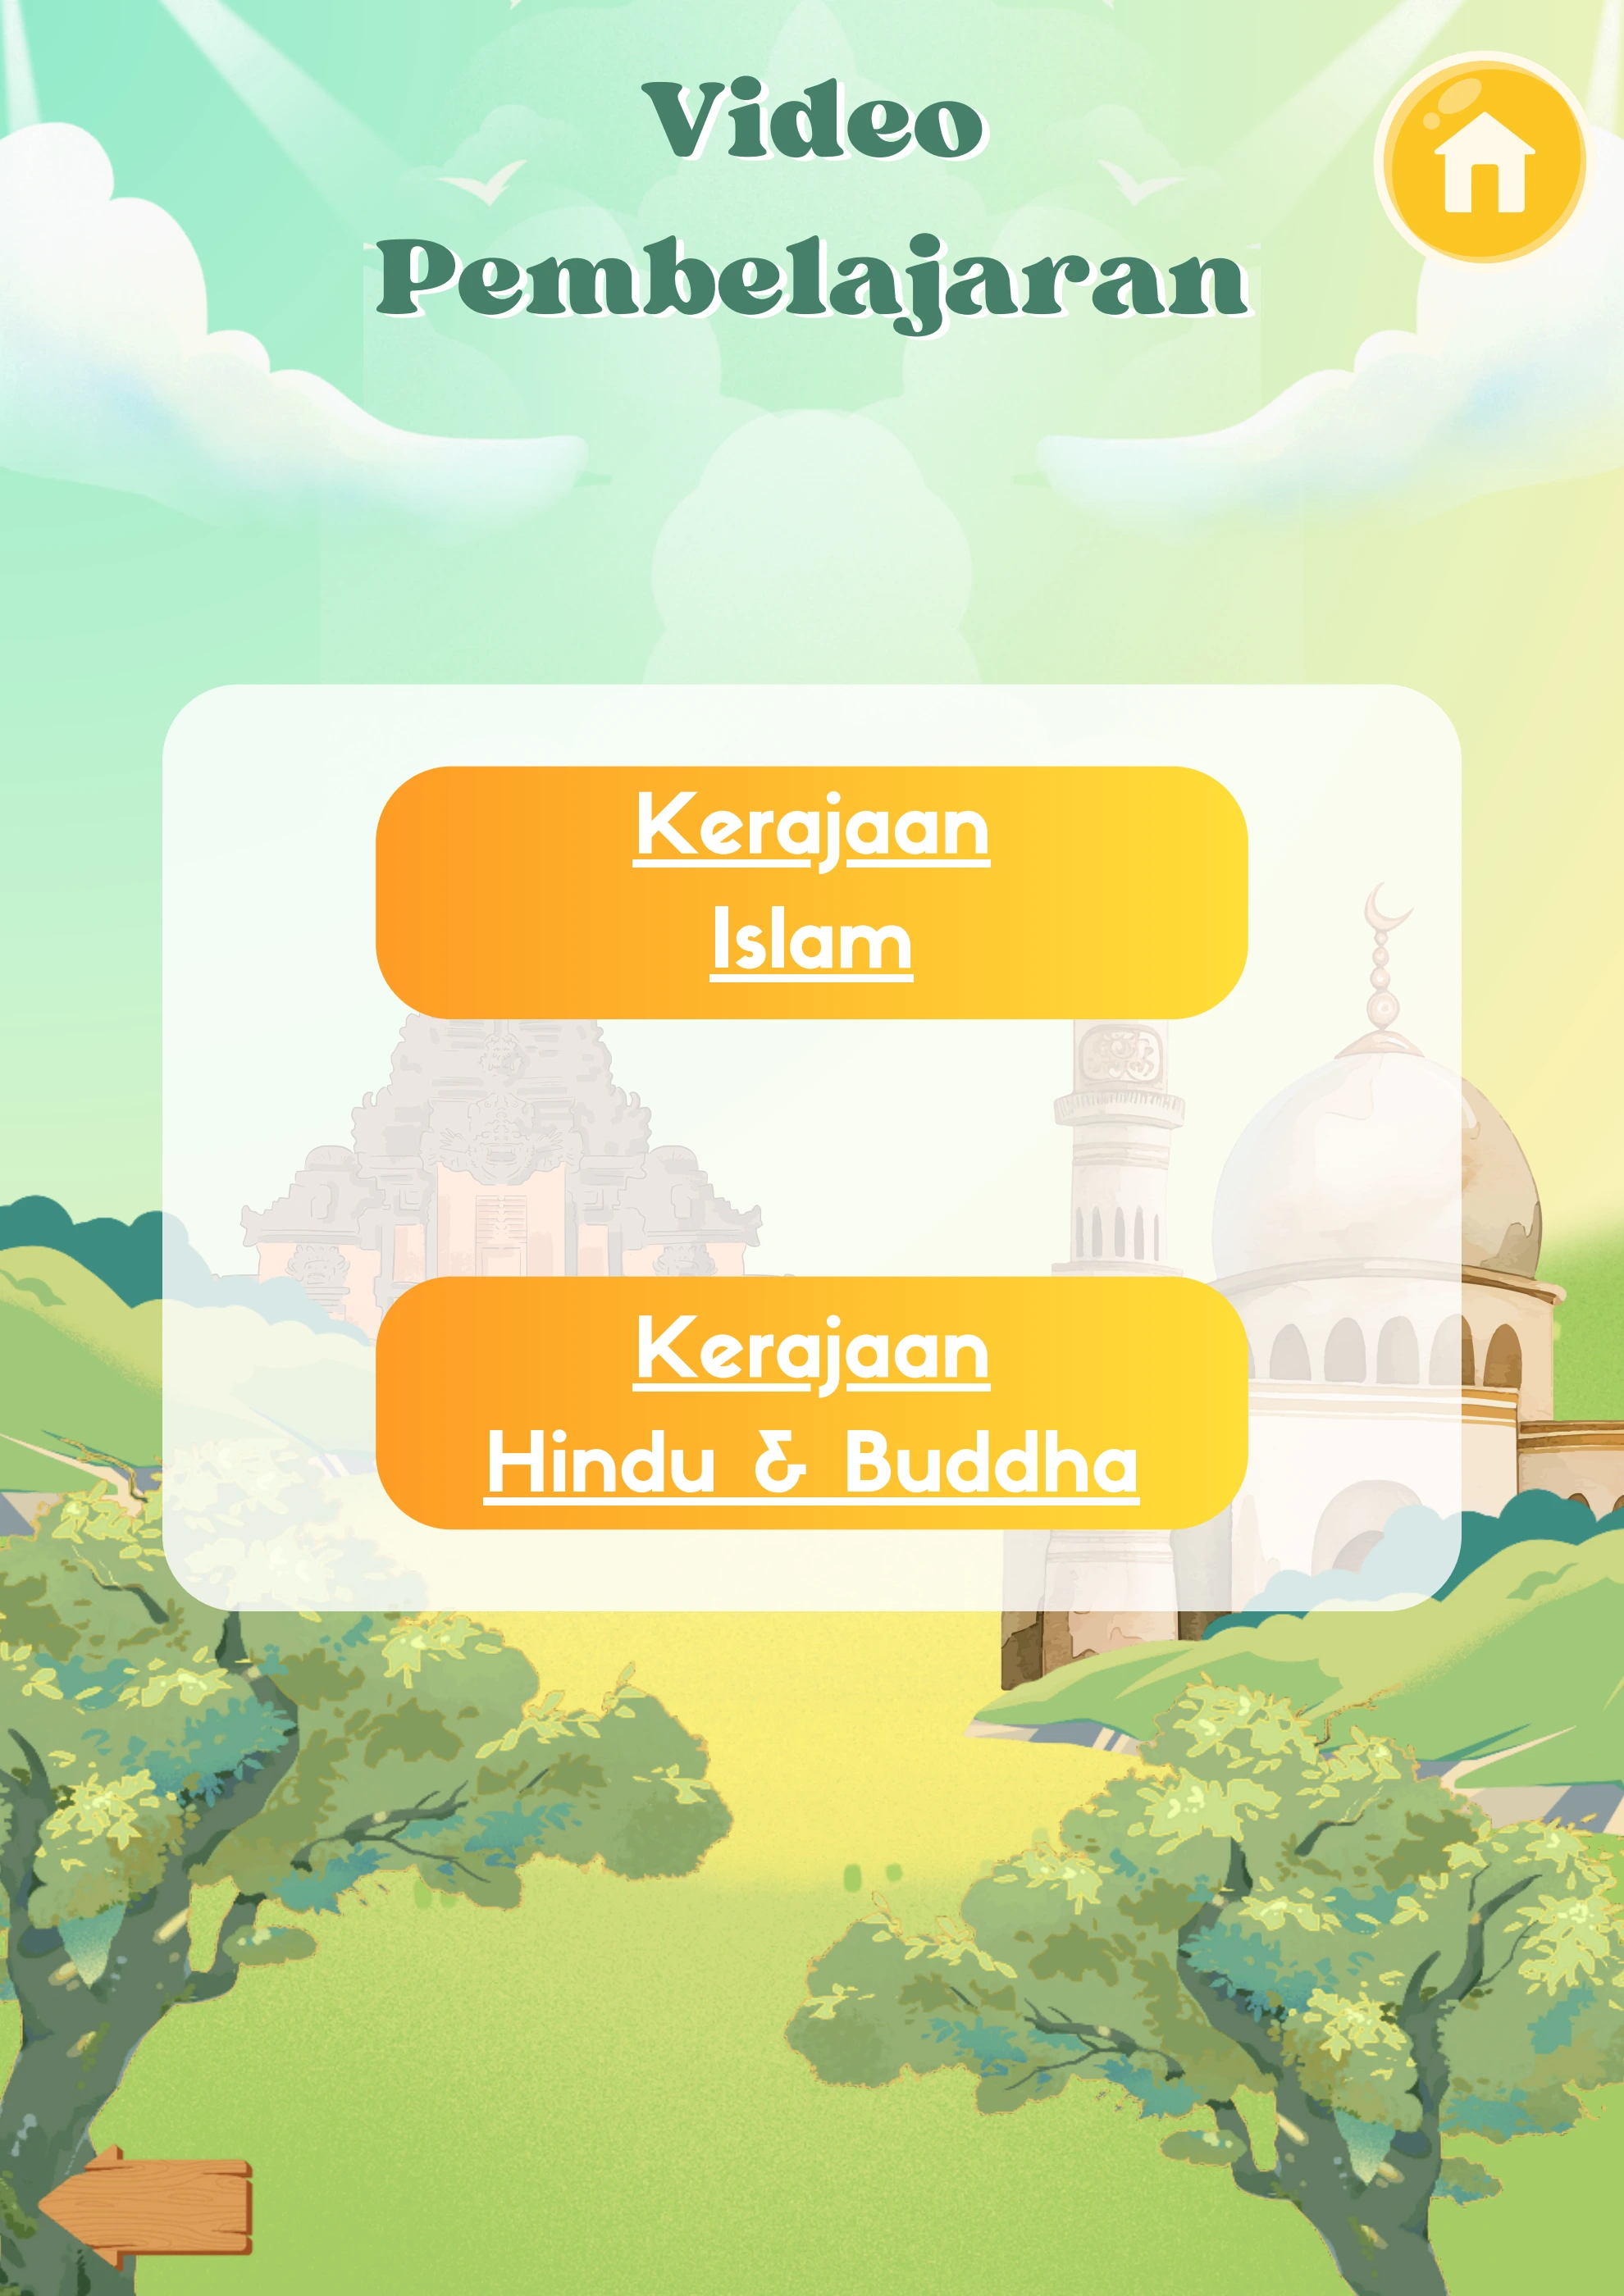 Video
Pembelajaran
Kerajaan
Islam
Kerajaan
Hindu & Buddha